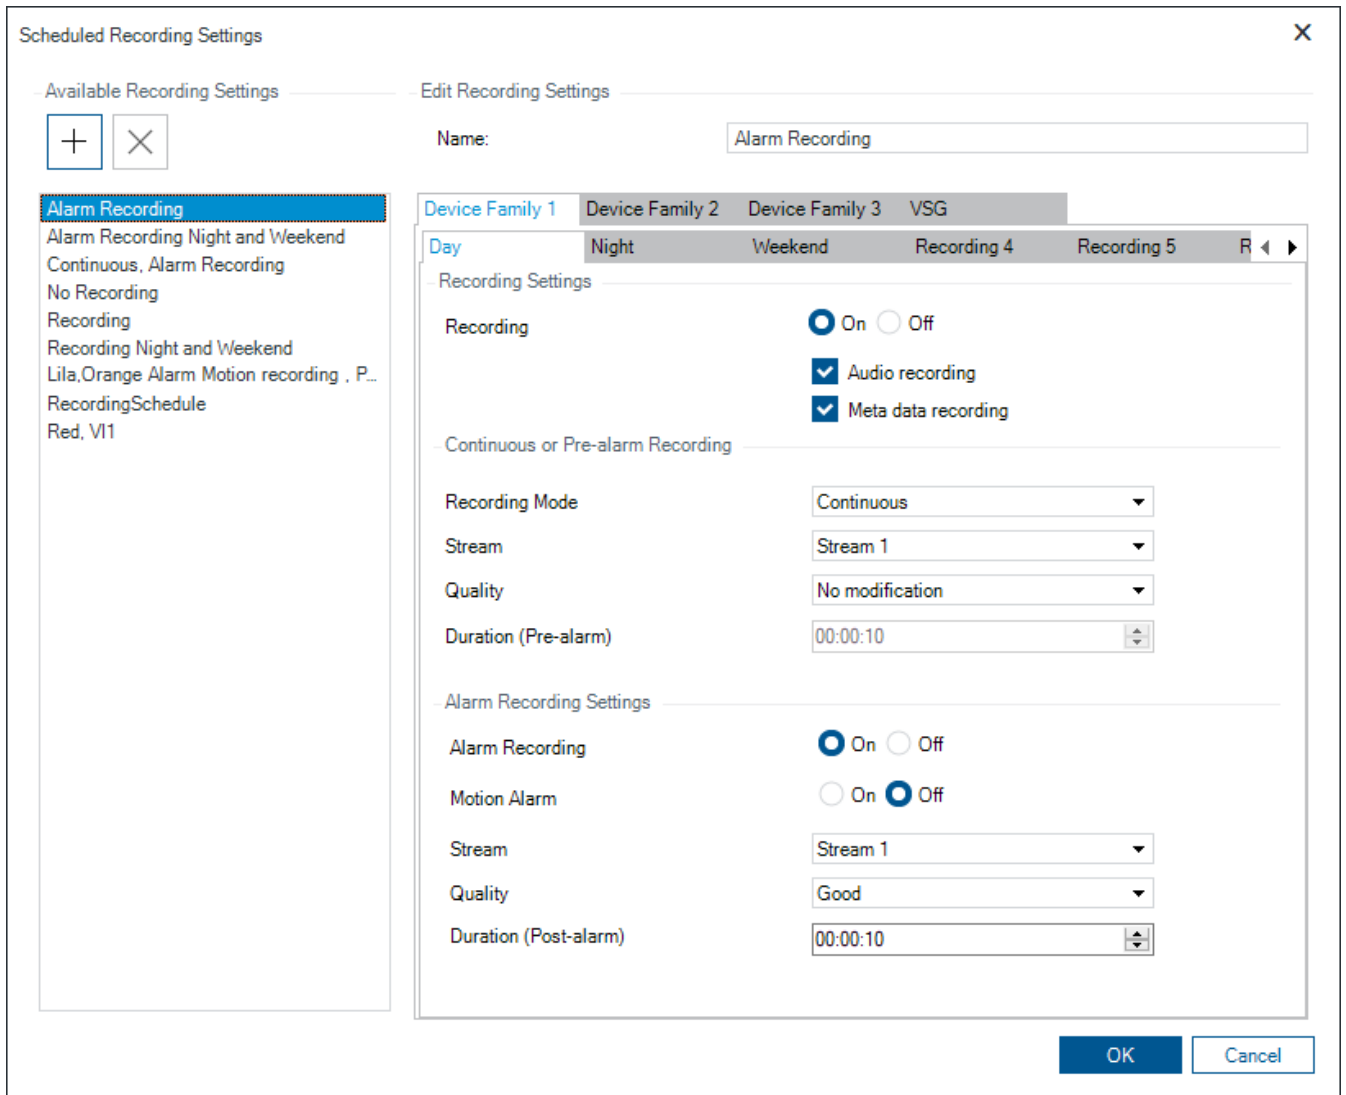 Scheduled Recording Settings
Available Recording Settings
Edit Recording Settings
Name:
Alarm Recording
Alarm Recording
Alarm Recording Night and Weekend
Continuous, Alarm Recording
No Recording
Recording
Recording Night and Weekend
Lila,Orange Alarm Motion recording , P...
RecordingSchedule
Red, VI1
Device Family 1 Device Family 2 Device Family 3 VSG
Day Night Weekend Recording 4 Recording 5 R
Recording Settings
Recording On Off
Audio recording
Meta data recording
Continuous or Pre-alarm Recording
Recording Mode Continuous
Stream Stream 1
Quality No modification
Duration (Pre-alarm) 00:00:10
Alarm Recording Settings
Alarm Recording On Off
Motion Alarm On Off
Stream Stream 1
Quality Good
Duration (Post-alarm) 00:00:10
OK Cancel